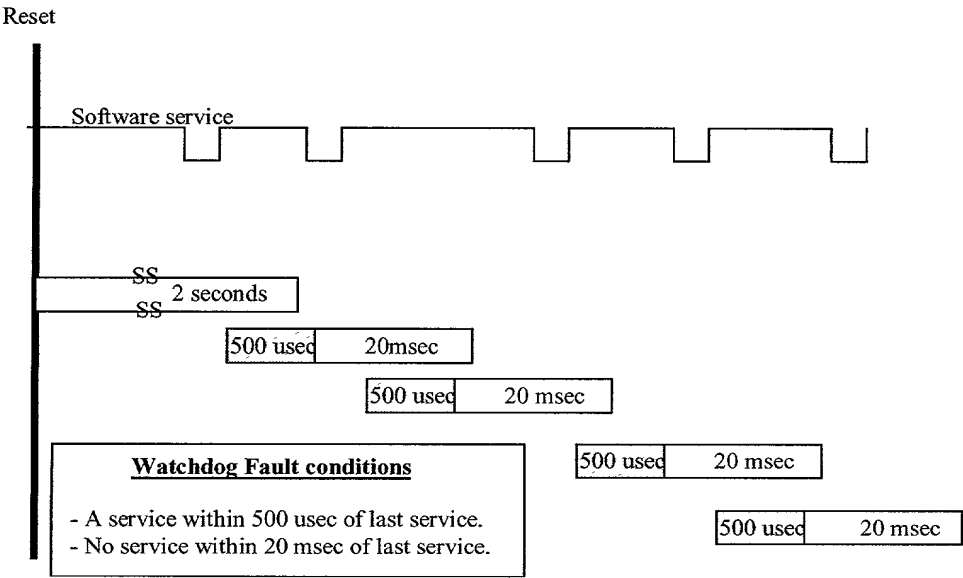 Reset
Software service
SS
2 seconds
SS
500 usec 20msec
500 usec 20 msec
500 usec 20 msec
500 usec 20 msec
Watchdog Fault conditions
- A service within 500 usec of last service.
- No service within 20 msec of last service.